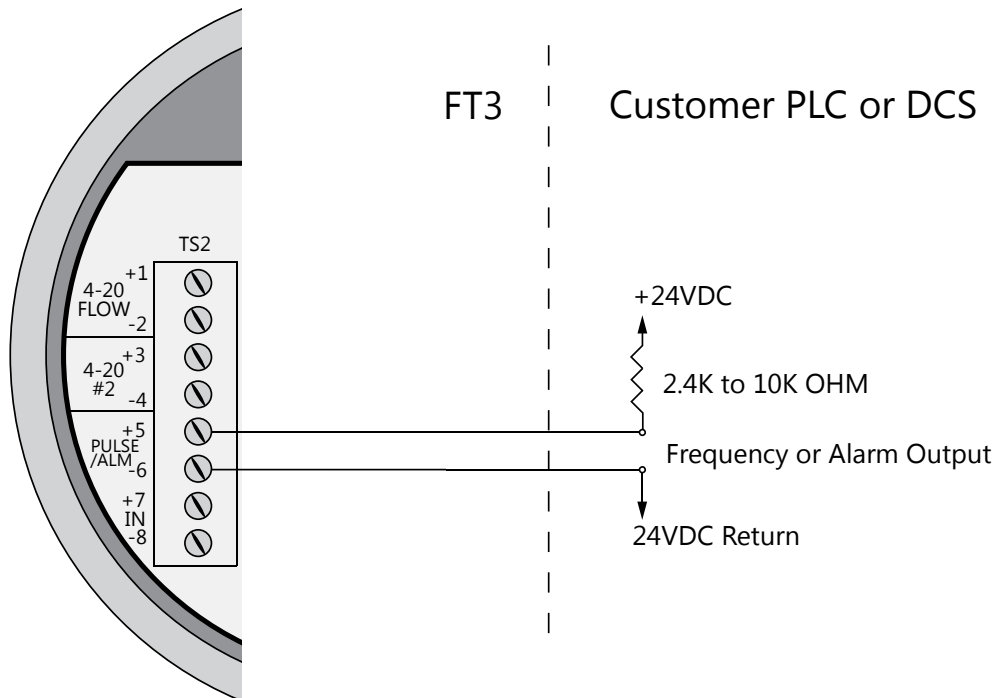 FT3
Customer PLC or DCS
TS2
+1
4-20
FLOW
-2
+3
4-20
#2
-4
+5
PULSE
/ALM
-6
+7
IN
-8
+24VDC
2.4K to 10K OHM
Frequency or Alarm Output
24VDC Return